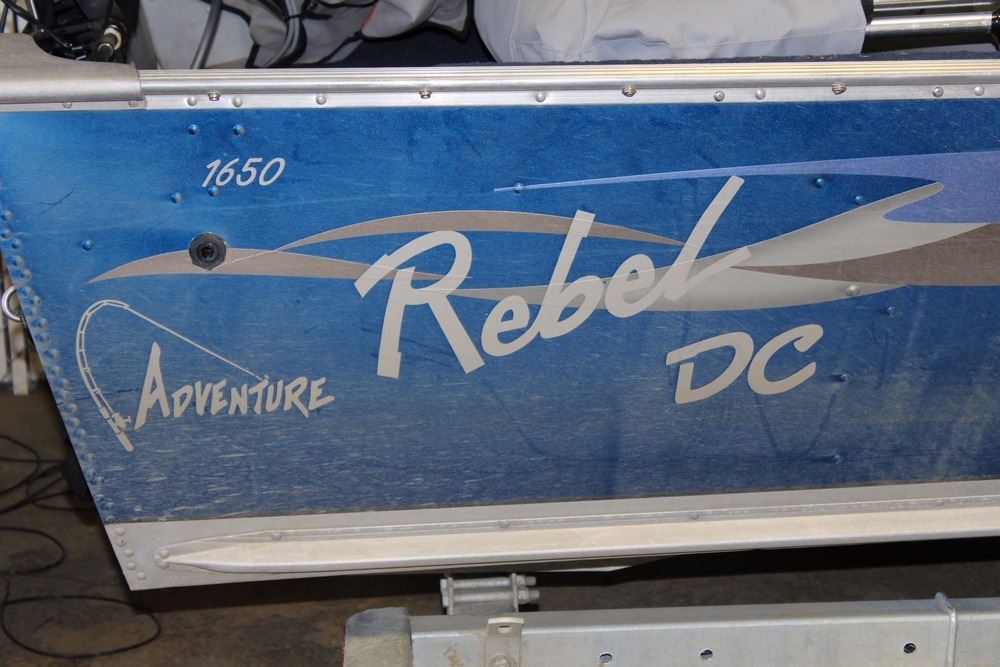 1650
Rebel
DC
ADVENTURE